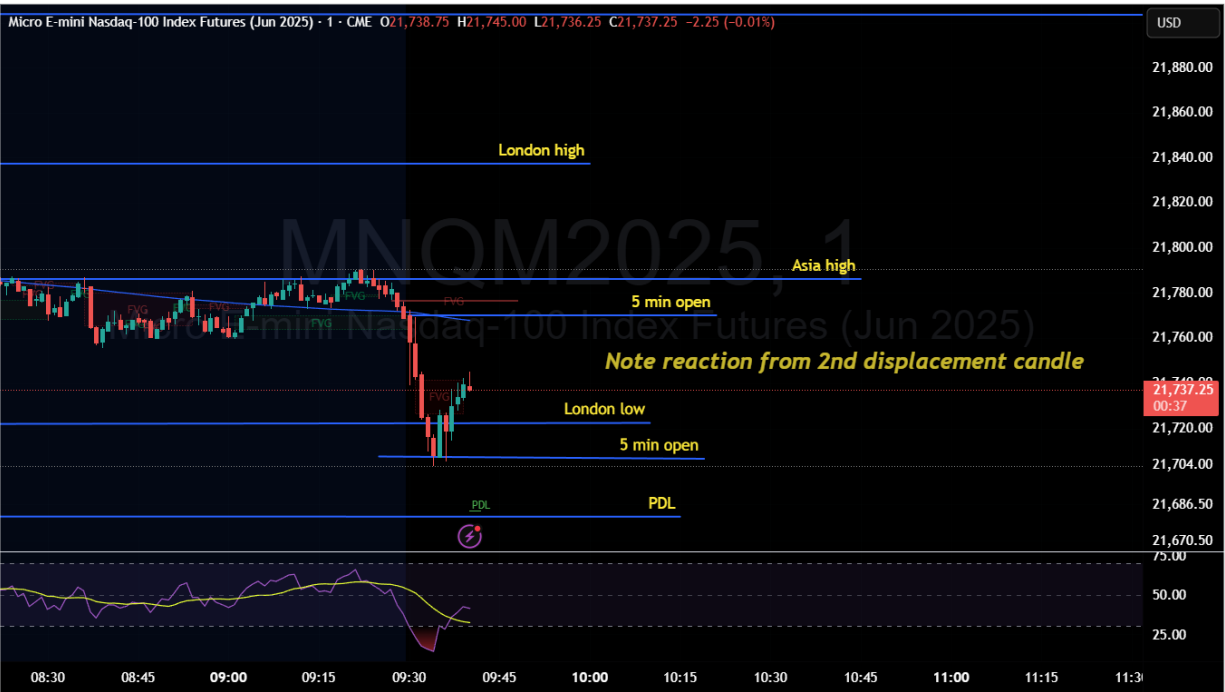 Micro E-mini Nasdaq-100 Index Futures (Jun 2025) · 1 · CME O21,738.75 H21,745.00 L21,736.25 C21,737.25 −2.25 (−0.01%)
USD
21,880.00
21,860.00
London high
21,840.00
21,820.00
MNQM2025, 1
21,800.00
Asia high
21,780.00
5 min open
FVG
FVG
FVG
FVG
FVG
Micro E-mini Nasdaq-100 Index Futures (Jun 2025)
21,760.00
Note reaction from 2nd displacement candle
21,737.25
00:37
FVG
London low
21,720.00
5 min open
21,704.00
PDL
PDL
21,686.50
21,670.50
75.00
50.00
25.00
08:30 08:45 09:00 09:15 09:30 09:45 10:00 10:15 10:30 10:45 11:00 11:15